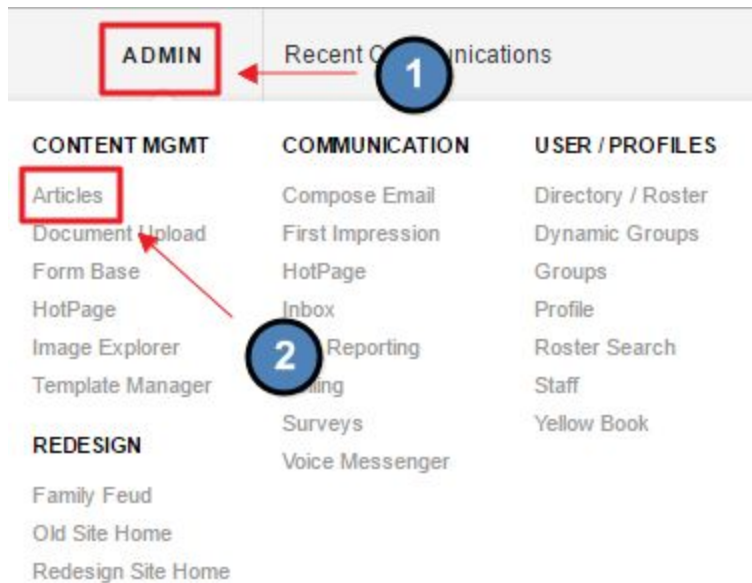 ADMIN
Recent nications
1
CONTENT MGMT
Articles
Document Upload
Form Base
HotPage
Image Explorer
Template Manager
REDESIGN
Family Feud
Old Site Home
Redesign Site Home
COMMUNICATION
Compose Email
First Impression
HotPage
Inbox
2
Reporting
Surveys
Voice Messenger
USER / PROFILES
Directory / Roster
Dynamic Groups
Groups
Profile
Roster Search
Staff
Yellow Book